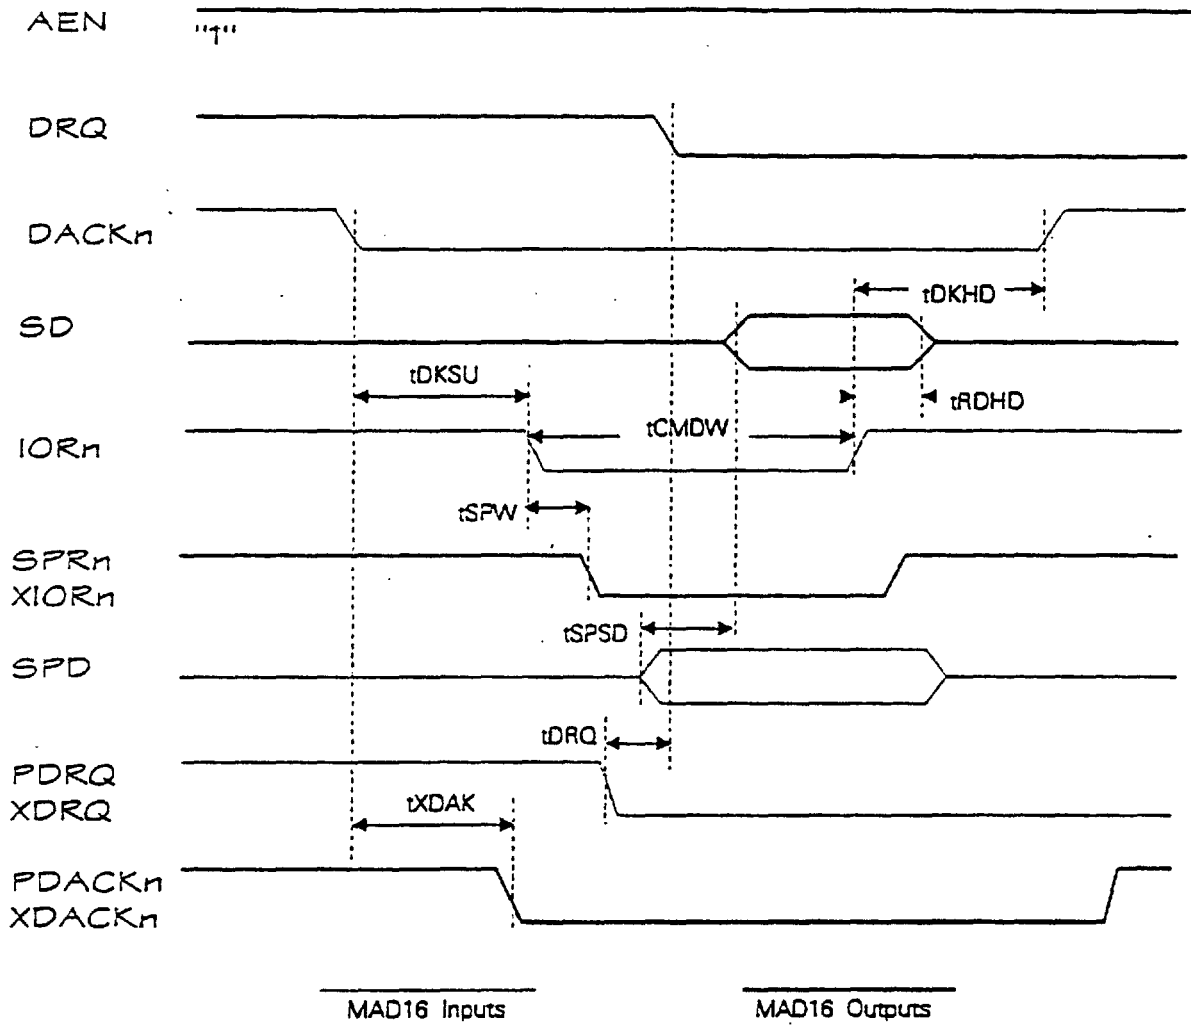 AEN
"1"
DRQ
DACKn
tDKHD
SD
tDKSU
tRDHD
IORn
tCMDW
tSPW
SPRn
XIORn
tSPSD
SPD
tDRQ
PDRQ
XDRQ
tXDAK
PDACKn
XDACKn
MAD16 Inputs
MAD16 Outputs